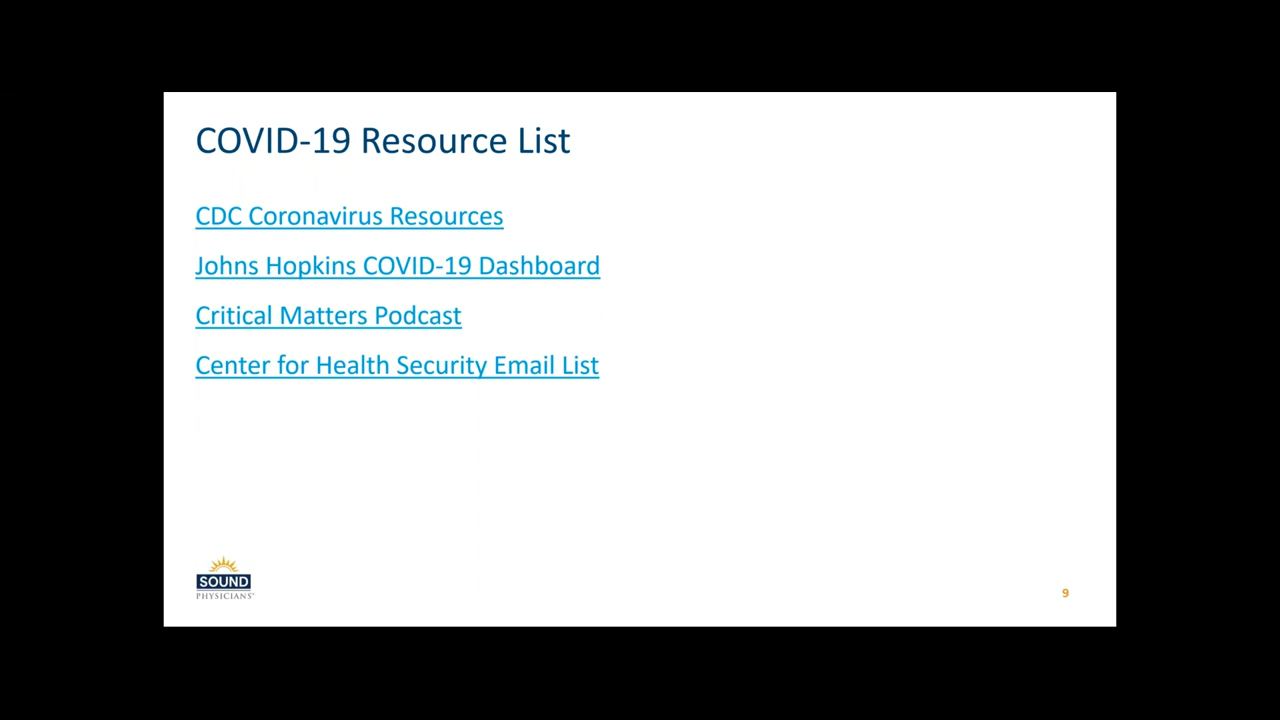 COVID-19 Resource List
CDC Coronavirus Resources
Johns Hopkins COVID-19 Dashboard
Critical Matters Podcast
Center for Health Security Email List
SOUND
PHYSICIANS
9